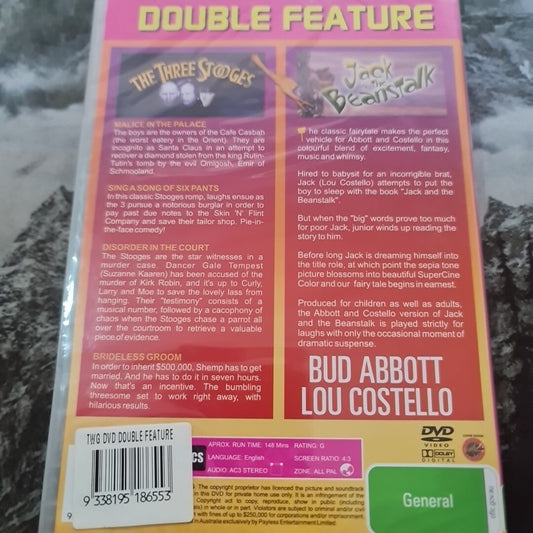 DOUBLE FEATURE
THE THREE STOOGES
MALICE IN THE PALACE
The boys are the owners of the Cafe Casbah
(the worst eatery in the Orient). They are
incognito as Santa Claus in an attempt to
recover a diamond stolen from the king Rutin-
Tutin's tomb by the evil Omigosh, Emir of
Schmooland.
SING A SONG OF SIX PANTS
In this classic Stooges romp, laughs ensue as
the 3 pursue a notorious burglar in order to
pay past due notes to the Skin 'N' Flint
Company and save their tailor shop. Pie-in-
the-face comedy!
DISORDER IN THE COURT
The Stooges are the star witnesses in a
murder case. Dancer Gale Tempest
(Suzanne Kaaren) has been accused of the
murder of Kirk Robin, and it's up to Curly,
Larry and Moe to save the lovely lass from
hanging. Their "testimony" consists of a
musical number, followed by a cacophony of
chaos when the Stooges chase a parrot all
over the courtroom to retrieve a valuable
piece of evidence.
BRIDELESS GROOM
In order to inherit $500,000, Shemp has to get
married. And he has to do it in seven hours.
Now that's an incentive. The bumbling
threesome set to work right away, with
hilarious results.
Jack
Beanstalk
The classic fairytale makes the perfect
vehicle for Abbott and Costello in this
colourful blend of excitement, fantasy,
music and whimsy.
Hired to babysit for an incorrigible brat,
Jack (Lou Costello) attempts to put the
boy to sleep with the book "Jack and the
Beanstalk".
But when the "big" words prove too much
for poor Jack, junior winds up reading the
story to him.
Before long Jack is dreaming himself into
the title role, at which point the sepia tone
picture blossoms into beautiful SuperCine
Color and our fairy tale begins in earnest.
Produced for children as well as adults,
the Abbott and Costello version of Jack
and the Beanstalk is played strictly for
laughs with only the occasional moment of
dramatic suspense.
BUD ABBOTT
LOU COSTELLO
TWG DVD DOUBLE FEATURE
9 338195 186553
CS
APROX. RUN TIME: 148 Mins
RATING: G
LANGUAGE: English
SCREEN RATIO: 4:3
AUDIO: AC3 STEREO
ZONE: ALL PAL
DVD
VIDEO
DOLBY
DIGITAL
The copyright proprietor has licensed the picture and soundtrack
in this DVD for private home use only. It is an infringement of the
Copyright act to copy, reproduce, show in public (includes
in whole or in part. Violators are subject to criminal and/or civil
with fines of up to $250,000 for corporations and/or imprisonment.
in Australia exclusively by Payless Entertainment Limited.
General